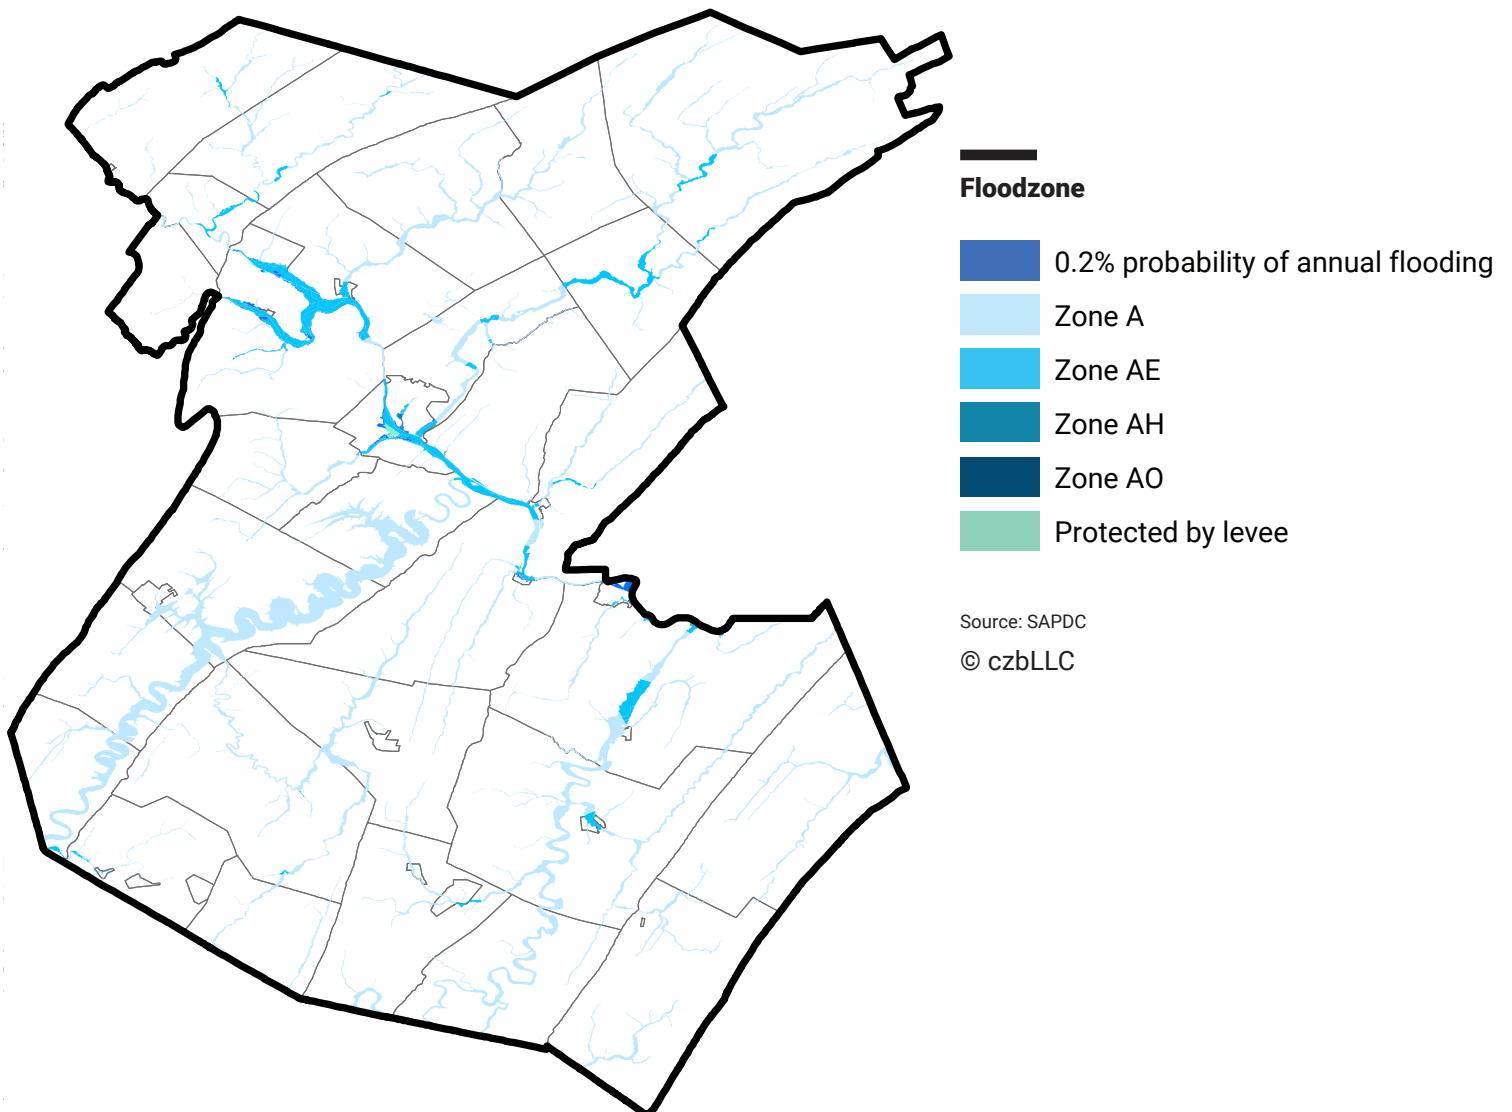 Floodzone
0.2% probability of annual flooding
Zone A
Zone AE
Zone AH
Zone AO
Protected by levee
Source: SAPDC
© czbLLC